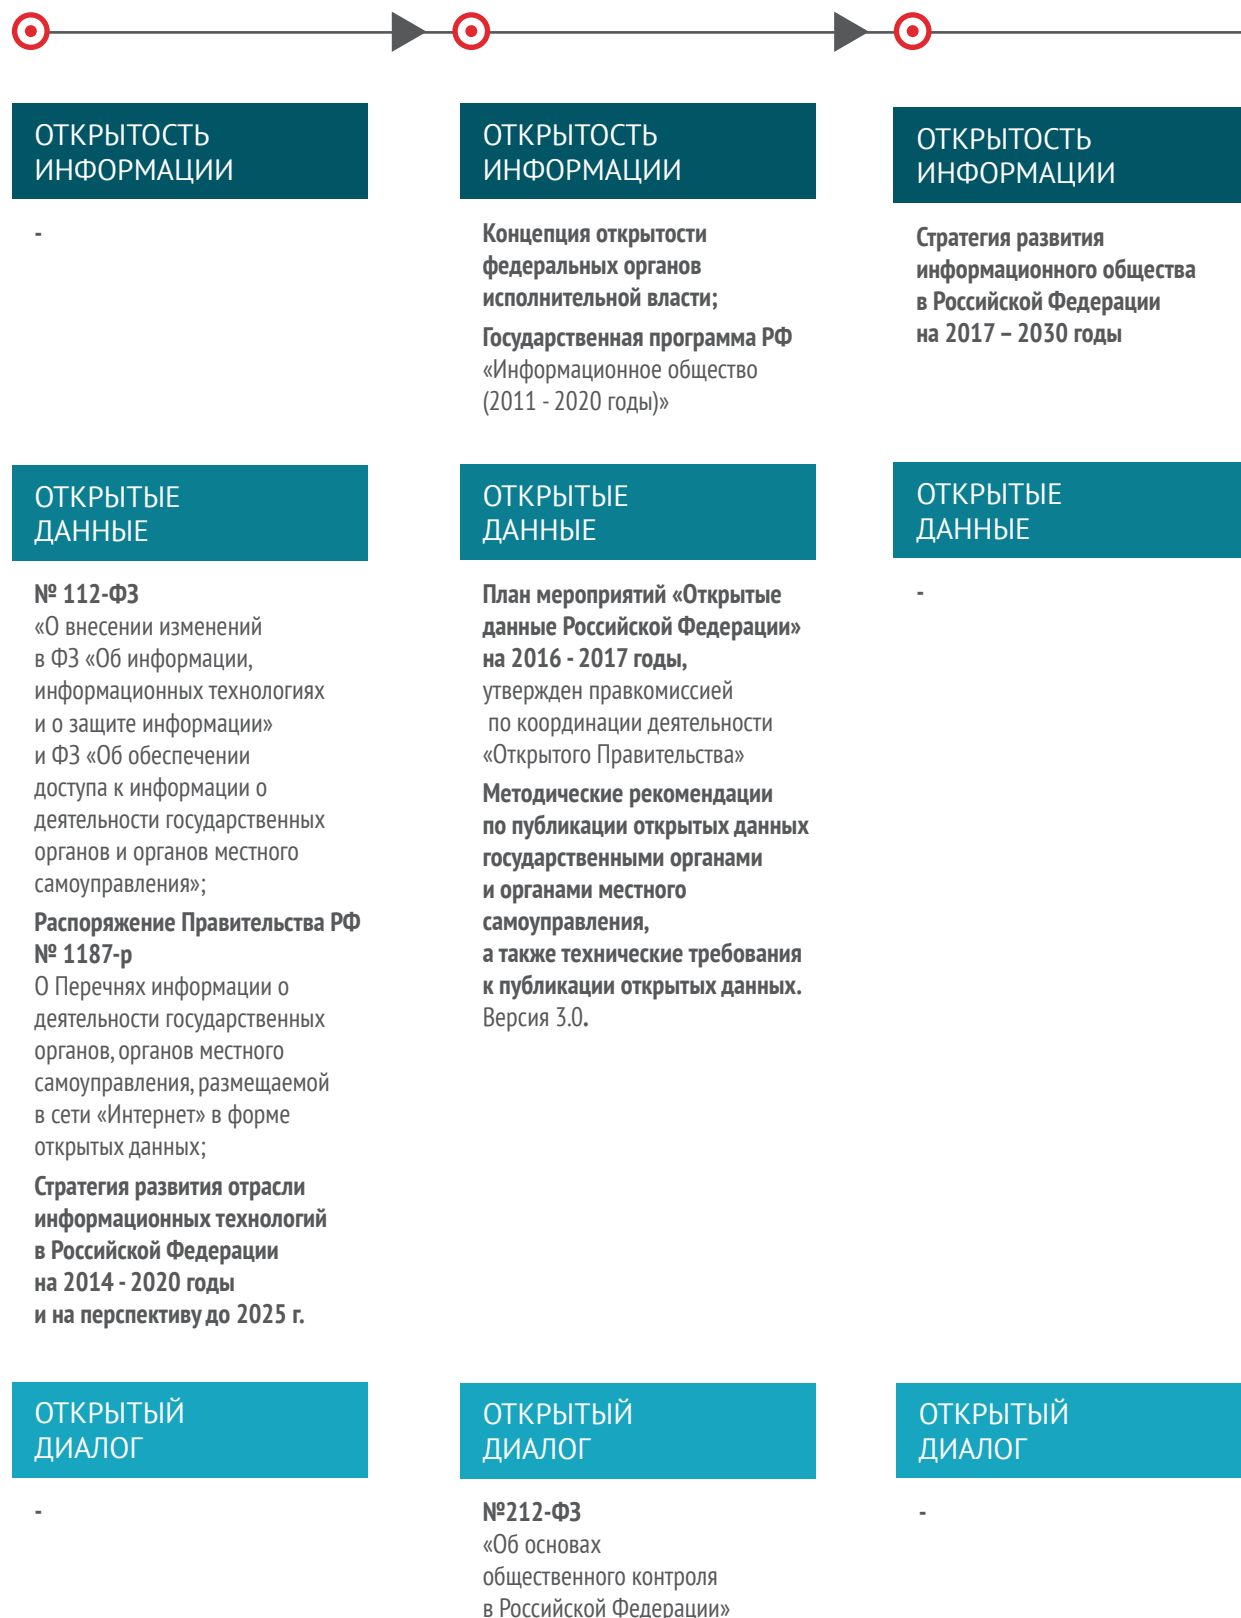 ОТКРЫТОСТЬ
ИНФОРМАЦИИ
-
ОТКРЫТЫЕ
ДАННЫЕ
№ 112-ФЗ
«О внесении изменений
в ФЗ «Об информации,
информационных технологиях
и о защите информации»
и ФЗ «Об обеспечении
доступа к информации о
деятельности государственных
органов и органов местного
самоуправления»;
Распоряжение Правительства РФ
№ 1187-р
О Перечнях информации о
деятельности государственных
органов, органов местного
самоуправления, размещаемой
в сети «Интернет» в форме
открытых данных;
Стратегия развития отрасли
информационных технологий
в Российской Федерации
на 2014 - 2020 годы
и на перспективу до 2025 г.
ОТКРЫТЫЙ
ДИАЛОГ
-
ОТКРЫТОСТЬ
ИНФОРМАЦИИ
Концепция открытости
федеральных органов
исполнительной власти;
Государственная программа РФ
«Информационное общество
(2011 - 2020 годы)»
ОТКРЫТЫЕ
ДАННЫЕ
План мероприятий «Открытые
данные Российской Федерации»
на 2016 - 2017 годы,
утвержден правкомиссией
по координации деятельности
«Открытого Правительства»
Методические рекомендации
по публикации открытых данных
государственными органами
и органами местного
самоуправления,
а также технические требования
к публикации открытых данных.
Версия 3.0.
ОТКРЫТЫЙ
ДИАЛОГ
№212-ФЗ
«Об основах
общественного контроля
в Российской Федерации»
ОТКРЫТОСТЬ
ИНФОРМАЦИИ
Стратегия развития
информационного общества
в Российской Федерации
на 2017 – 2030 годы
ОТКРЫТЫЕ
ДАННЫЕ
-
ОТКРЫТЫЙ
ДИАЛОГ
-